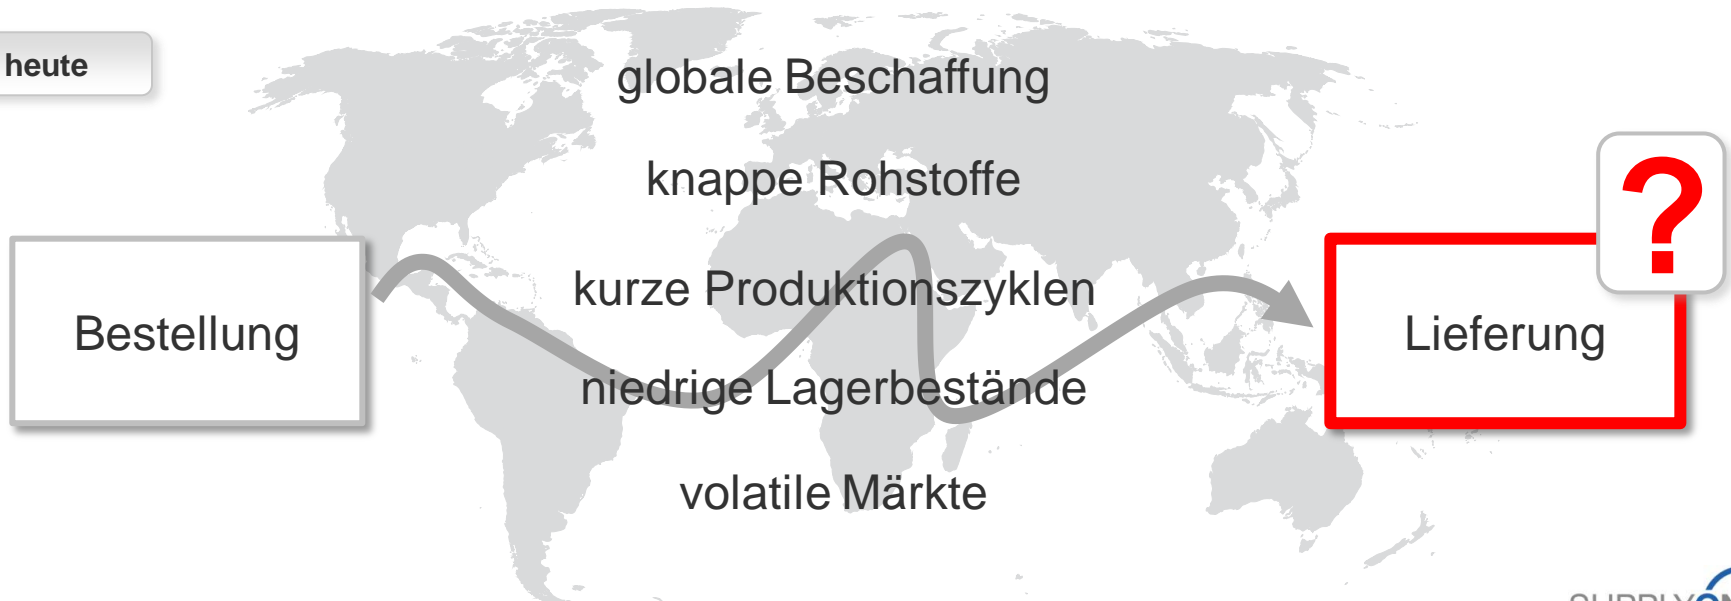 heute
globale Beschaffung
knappe Rohstoffe
?
kurze Produktionszyklen
Bestellung
Lieferung
niedrige Lagerbestände
volatile Märkte